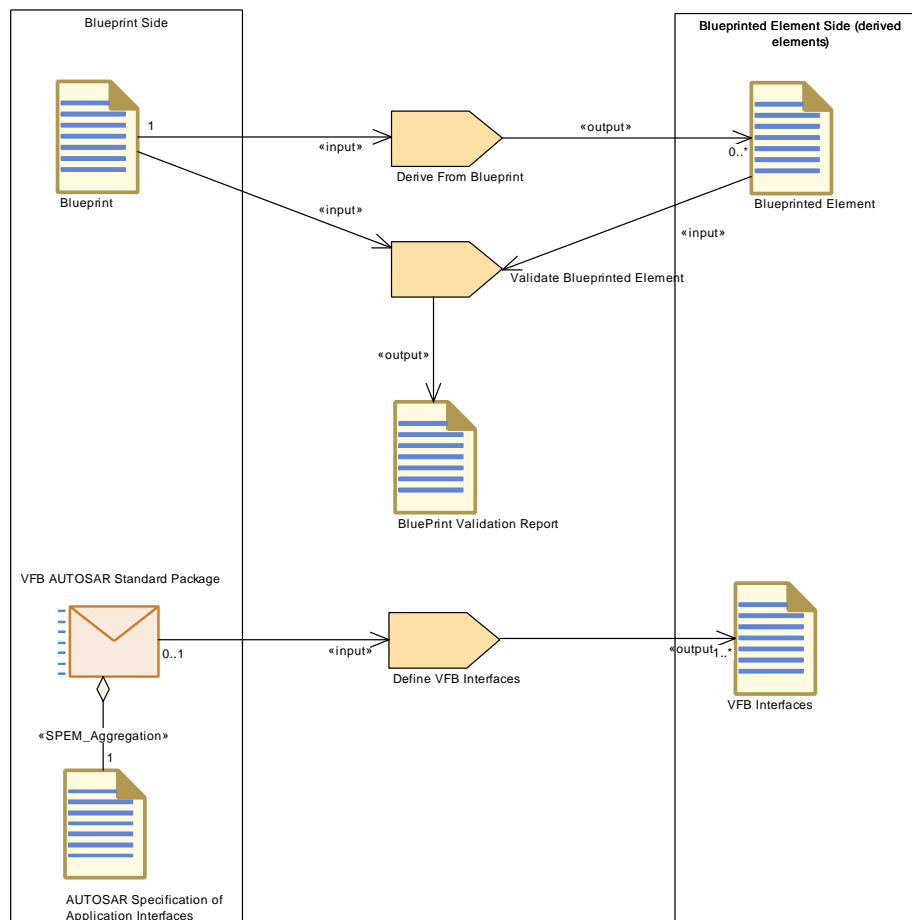 Blueprint Side
Blueprinted Element Side (derived
elements)
1
«input»
«output»
0..*
Derive From Blueprint
Blueprint
Blueprinted Element
«input»
«input»
Validate Blueprinted Element
«output»
BluePrint Validation Report
VFB AUTOSAR Standard Package
0..1
«input»
«output
1..*
Define VFB Interfaces
VFB Interfaces
«SPEM_Aggregation»
1
AUTOSAR Specification of
Application Interfaces